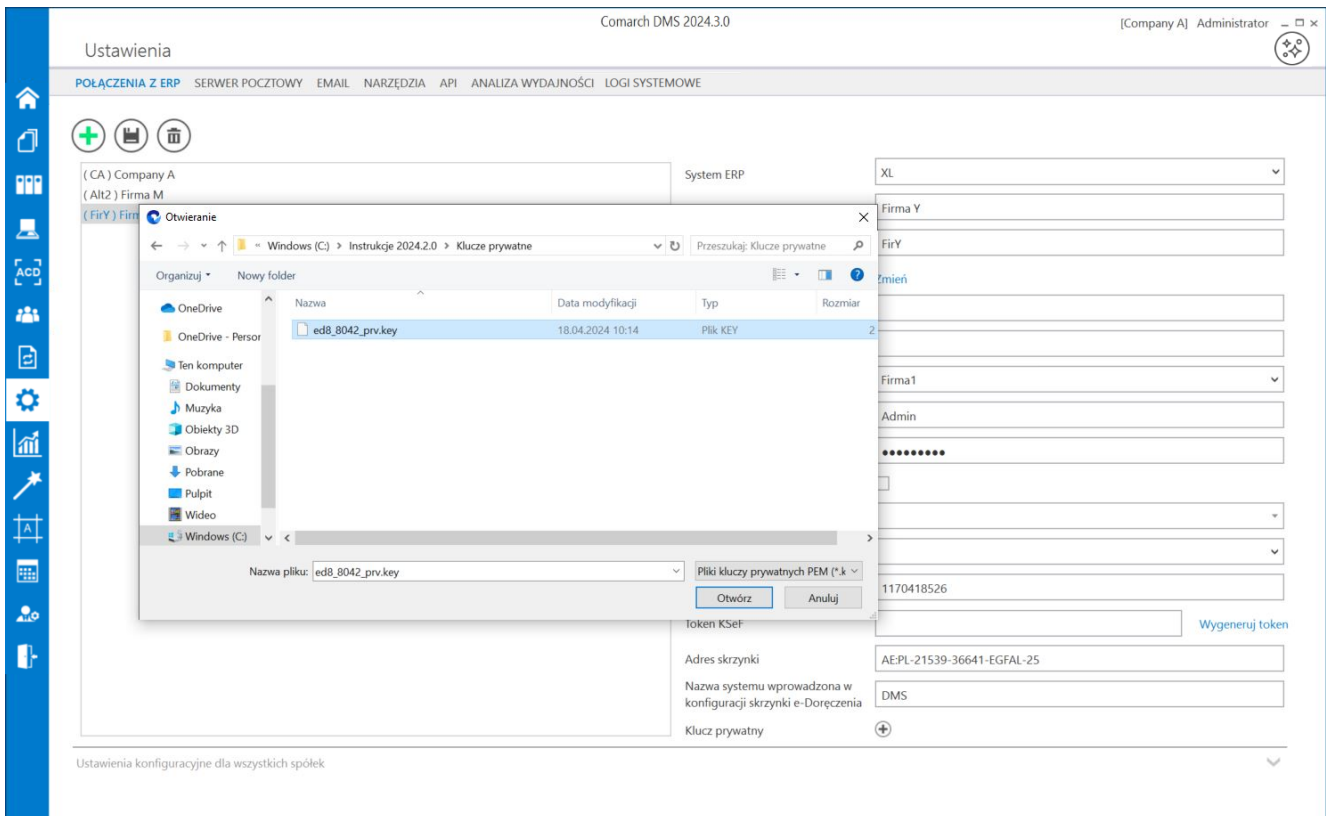 Comarch DMS 2024.3.0
[Company A] Administrator
Ustawienia
POŁĄCZENIA Z ERP SERWER POCZTOWY EMAIL NARZĘDZIA API ANALIZA WYDAJNOŚCI LOGI SYSTEMOWE
( CA ) Company A
( Alt2 ) Firma M
( FirY )
System ERP
XL
Firma Y
FirY
Zmień
Firma1
Admin
1170418526
Otwieranie
« Windows (C:) > Instrukcje 2024.2.0 > Klucze prywatne
Przeszukaj: Klucze prywatne
Organizuj Nowy folder
Nazwa Data modyfikacji Typ Rozmiar
ed8_8042_prv.key 18.04.2024 10:14 Plik KEY 2
OneDrive
OneDrive - Person
Ten komputer
Dokumenty
Muzyka
Obiekty 3D
Obrazy
Pobrane
Pulpit
Wideo
Windows (C:)
Nazwa pliku: ed8_8042_prv.key
Pliki kluczy prywatnych PEM (*.k
Otwórz Anuluj
Token KSeF Wygeneruj token
Adres skrzynki AE:PL-21539-36641-EGFAL-25
Nazwa systemu wprowadzona w
konfiguracji skrzynki e-Doręczenia
DMS
Klucz prywatny
Ustawienia konfiguracyjne dla wszystkich spółek
ACD
A